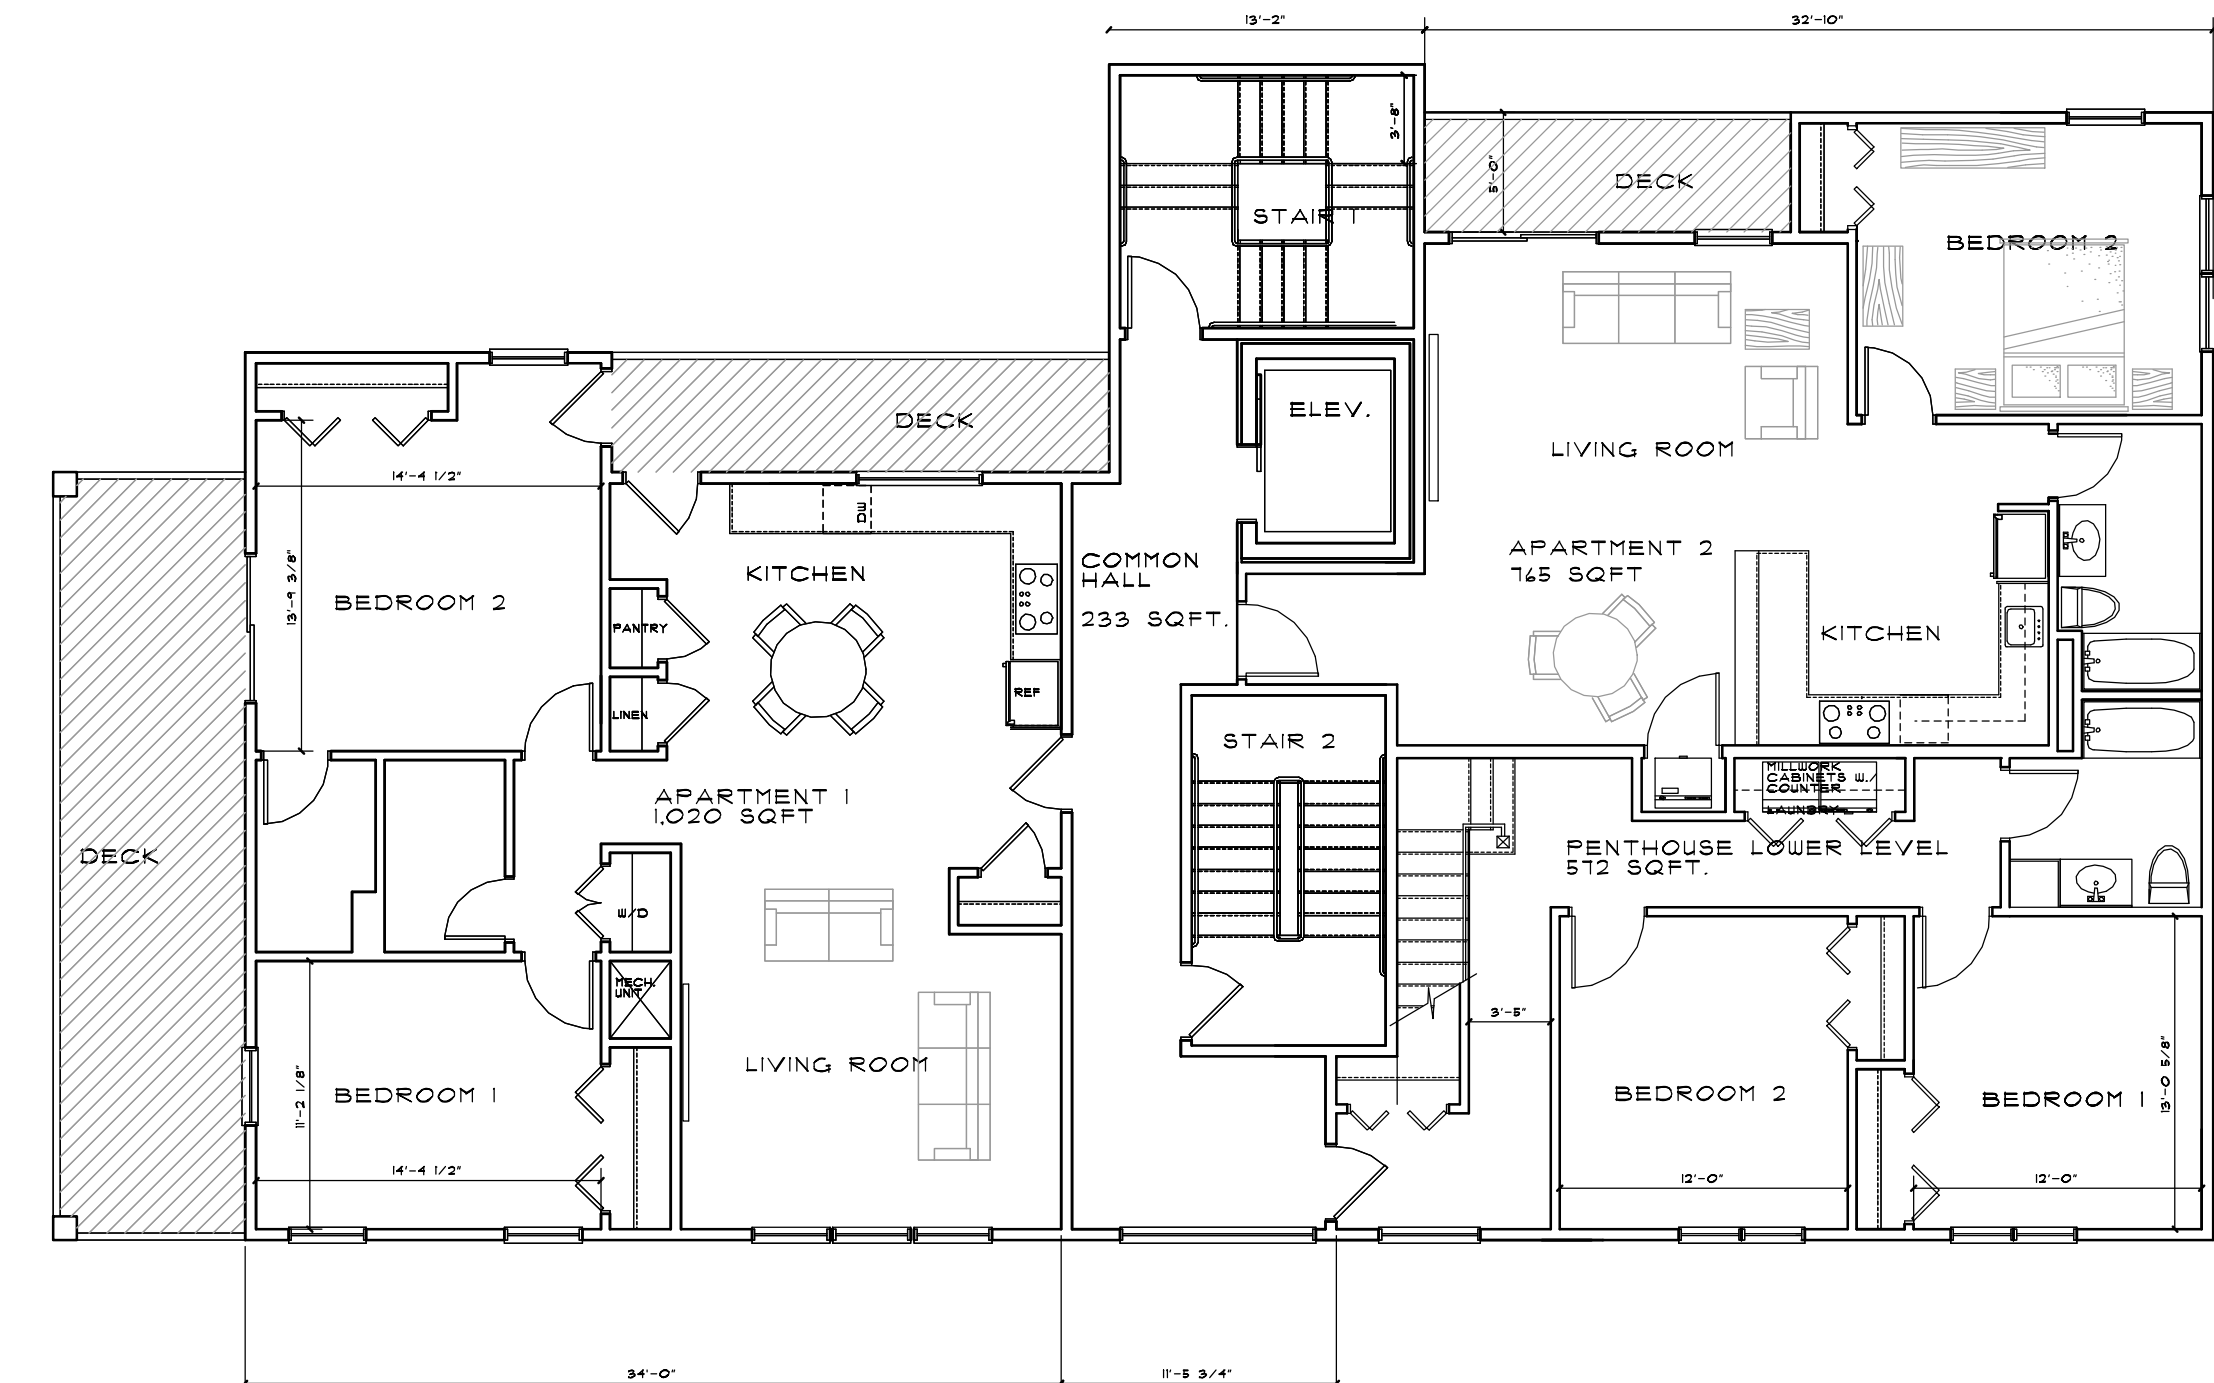 13'-2"
32'-10"
3'-8"
5'-0"
DECK
STAIR 1
BEDROOM 2
ELEV.
DECK
LIVING ROOM
14'-4 1/2"
DW
APARTMENT 2
765 SQFT
COMMON
HALL
233 SQFT.
KITCHEN
13'-9 3/8"
BEDROOM 2
PANTRY
KITCHEN
REF
LINEN
STAIR 2
MILLWORK
CABINETS W./
COUNTER
LAUNDRY
APARTMENT 1
1,020 SQFT
DECK
PENTHOUSE LOWER LEVEL
572 SQFT.
W/D
MECH.
UNIT
3'-5"
LIVING ROOM
11'-2 1/8"
BEDROOM 1
BEDROOM 2
BEDROOM 1
13'-0 5/8"
14'-4 1/2"
12'-0"
12'-0"
34'-0"
11'-5 3/4"